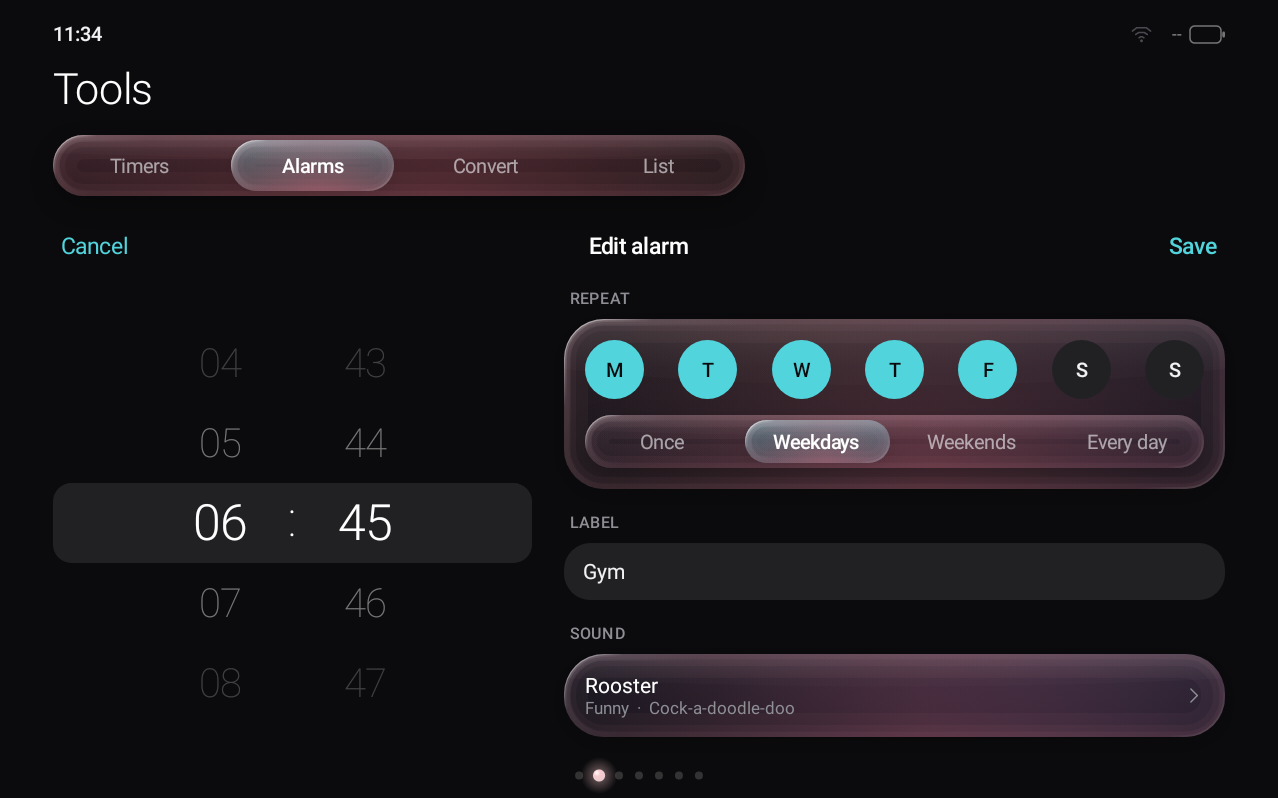 11:34
--
Tools
Timers Alarms Convert List
Cancel Edit alarm Save
REPEAT
M T W T F S S
Once Weekdays Weekends Every day
04 43
05 44
06 : 45
07 46
08 47
LABEL
Gym
SOUND
Rooster
Funny · Cock-a-doodle-doo